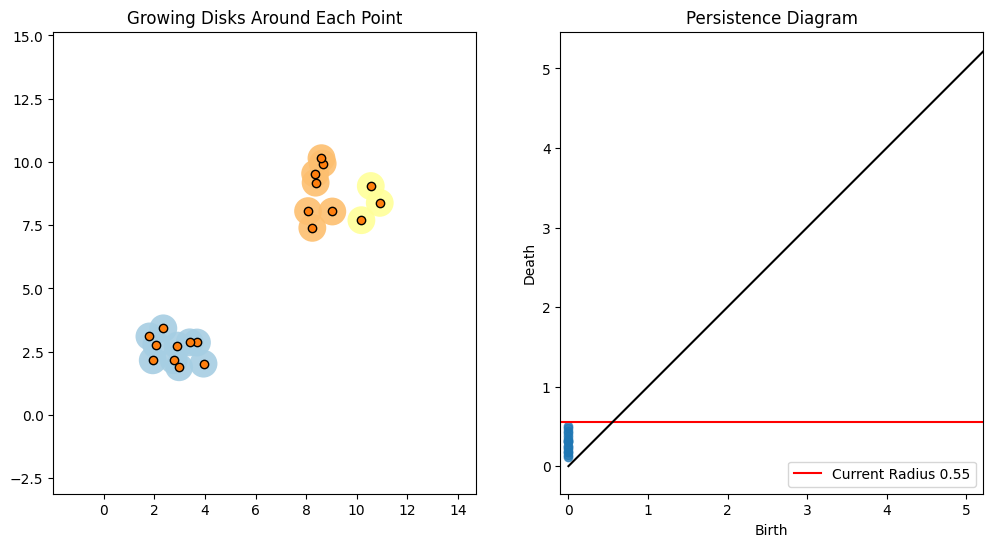 Growing Disks Around Each Point
15.0
12.5
10.0
7.5
5.0
2.5
0.0
−2.5
0 2 4 6 8 10 12 14
Persistence Diagram
Death
5
4
3
2
1
0
Current Radius 0.55
0 1 2 3 4 5
Birth